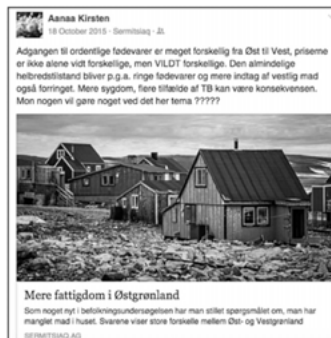 Aanaa Kirsten
18 October 2015 · Sermitsiaq ·
Adgangen til ordentlige fødevarer er meget forskellig fra Øst til Vest, priserne
er ikke alene vidt forskellige, men VILDT forskellige. Den almindelige
helbredstilstand bliver p.g.a. ringe fødevarer og mere indtag af vestlig mad
også forringet. Mere sygdom, flere tilfælde af TB kan være konsekvensen.
Mon nogen vil gøre noget ved det her tema ?????
Mere fattigdom i Østgrønland
Som noget nyt i befolkningsundersøgelsen har man stillet spørgsmålet om, man har
manglet mad i huset. Svarene viser store forskelle mellem Øst- og Vestgrønland
SERMITSIAQ.AG